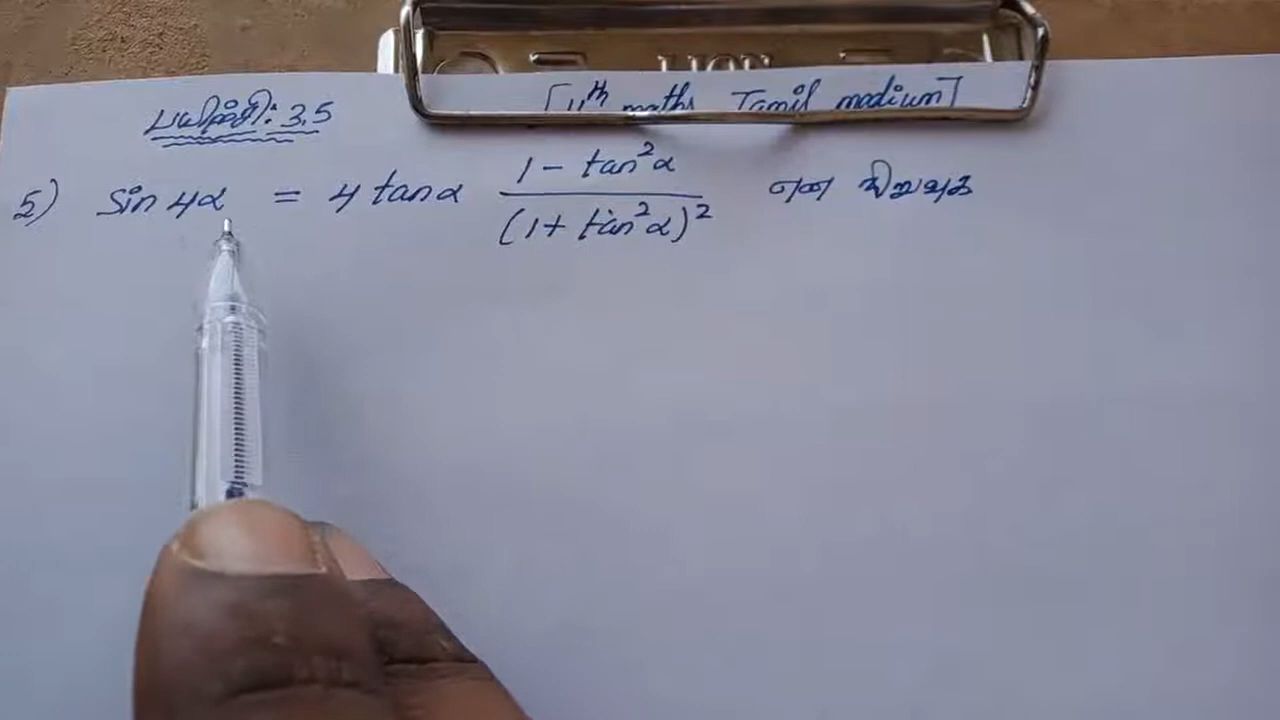 [11th maths Tamil medium]
பயிற்சி: 3.5
5) sin 4α = 4 tan α (1 - tan²α)/(1 + tan²α)² என நிறுவுக